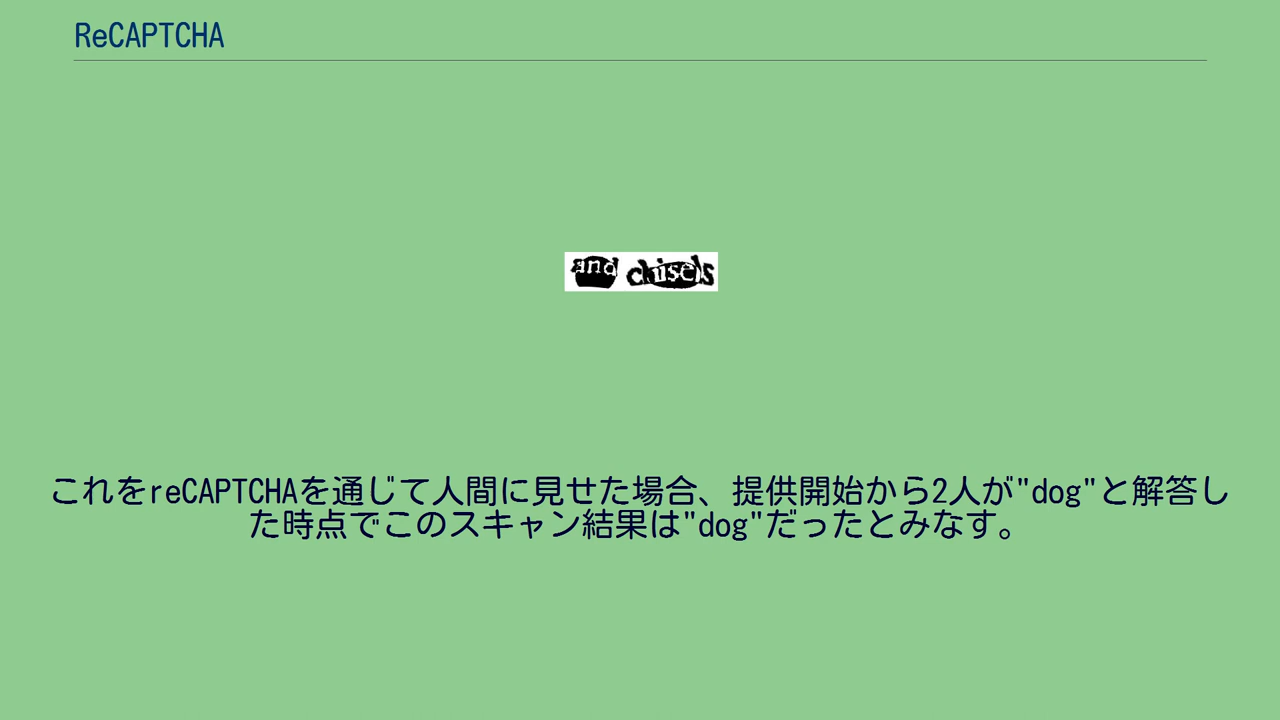 ReCAPTCHA
and chisels
これをreCAPTCHAを通じて人間に見せた場合、提供開始から2人が"dog"と解答し
た時点でこのスキャン結果は"dog"だったとみなす。